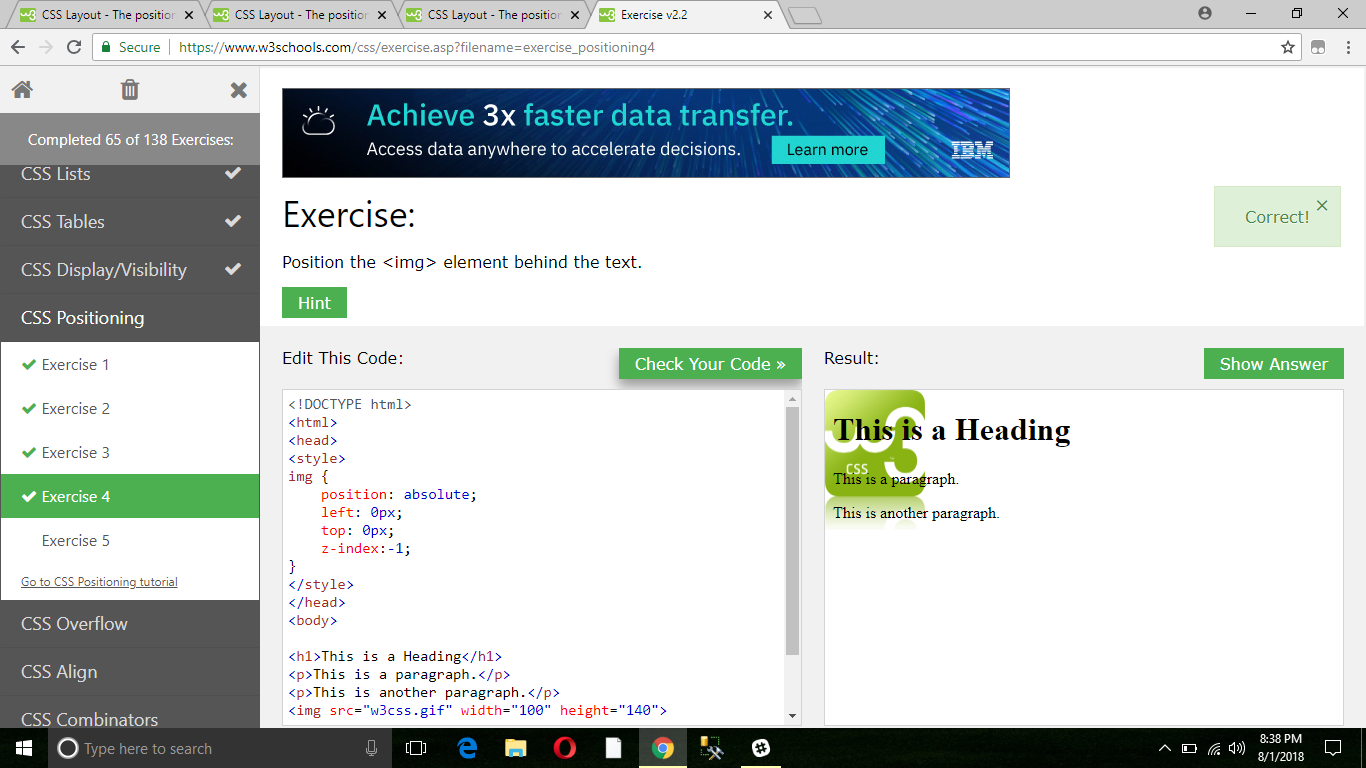 CSS Layout - The position
CSS Layout - The position
CSS Layout - The position
Exercise v2.2
Secure
https://www.w3schools.com/css/exercise.asp?filename=exercise_positioning4
Completed 65 of 138 Exercises:
CSS Lists
CSS Tables
CSS Display/Visibility
CSS Positioning
Exercise 1
Exercise 2
Exercise 3
Exercise 4
Exercise 5
Go to CSS Positioning tutorial
CSS Overflow
CSS Align
CSS Combinators
Achieve 3x faster data transfer.
Access data anywhere to accelerate decisions.
Learn more
IBM
Exercise:
Correct!
Position the <img> element behind the text.
Hint
Edit This Code:
Check Your Code »
<!DOCTYPE html>
<html>
<head>
<style>
img {
    position: absolute;
    left: 0px;
    top: 0px;
    z-index:-1;
}
</style>
</head>
<body>
<h1>This is a Heading</h1>
<p>This is a paragraph.</p>
<p>This is another paragraph.</p>
<img src="w3css.gif" width="100" height="140">
Result:
Show Answer
w3
This is a Heading
CSS
This is a paragraph.
This is another paragraph.
Type here to search
8:38 PM
8/1/2018